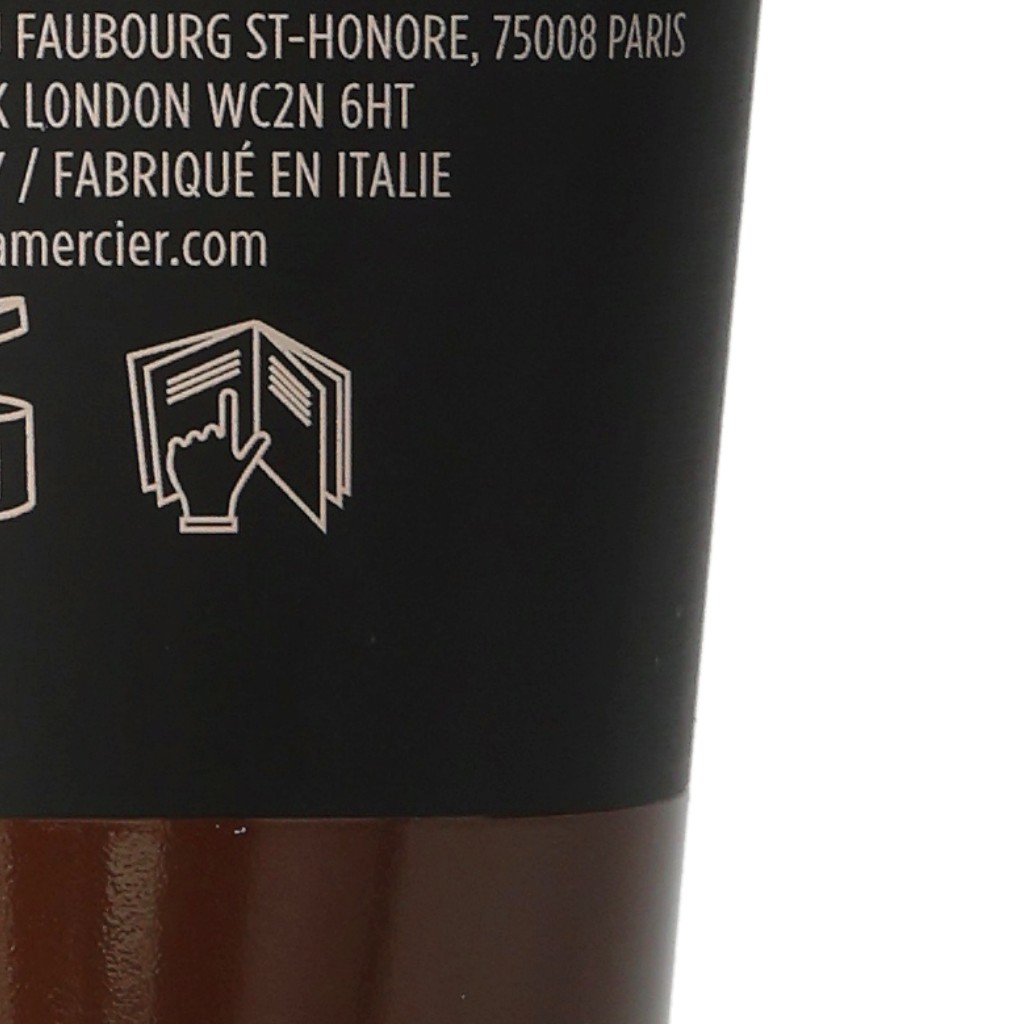 FAUBOURG ST-HONORE, 75008 PARIS
LONDON WC2N 6HT
/ FABRIQUÉ EN ITALIE
amercier.com